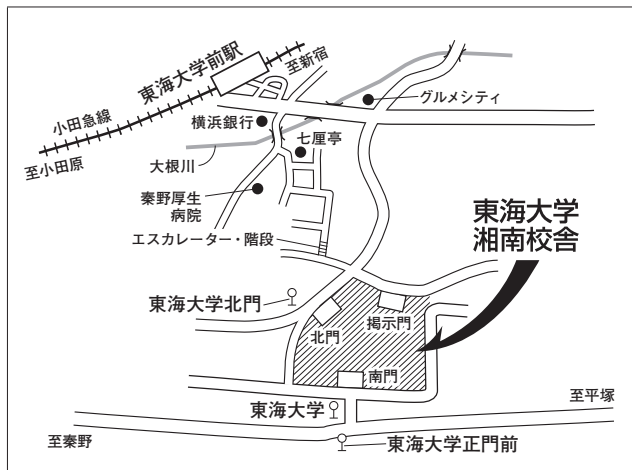 東海大学前駅
至新宿
小田急線
至小田原
グルメシティ
横浜銀行
七厘亭
大根川
秦野厚生
病院
エスカレーター・階段
東海大学
湘南校舎
東海大学北門
北門
掲示門
南門
東海大学
至平塚
至秦野
東海大学正門前